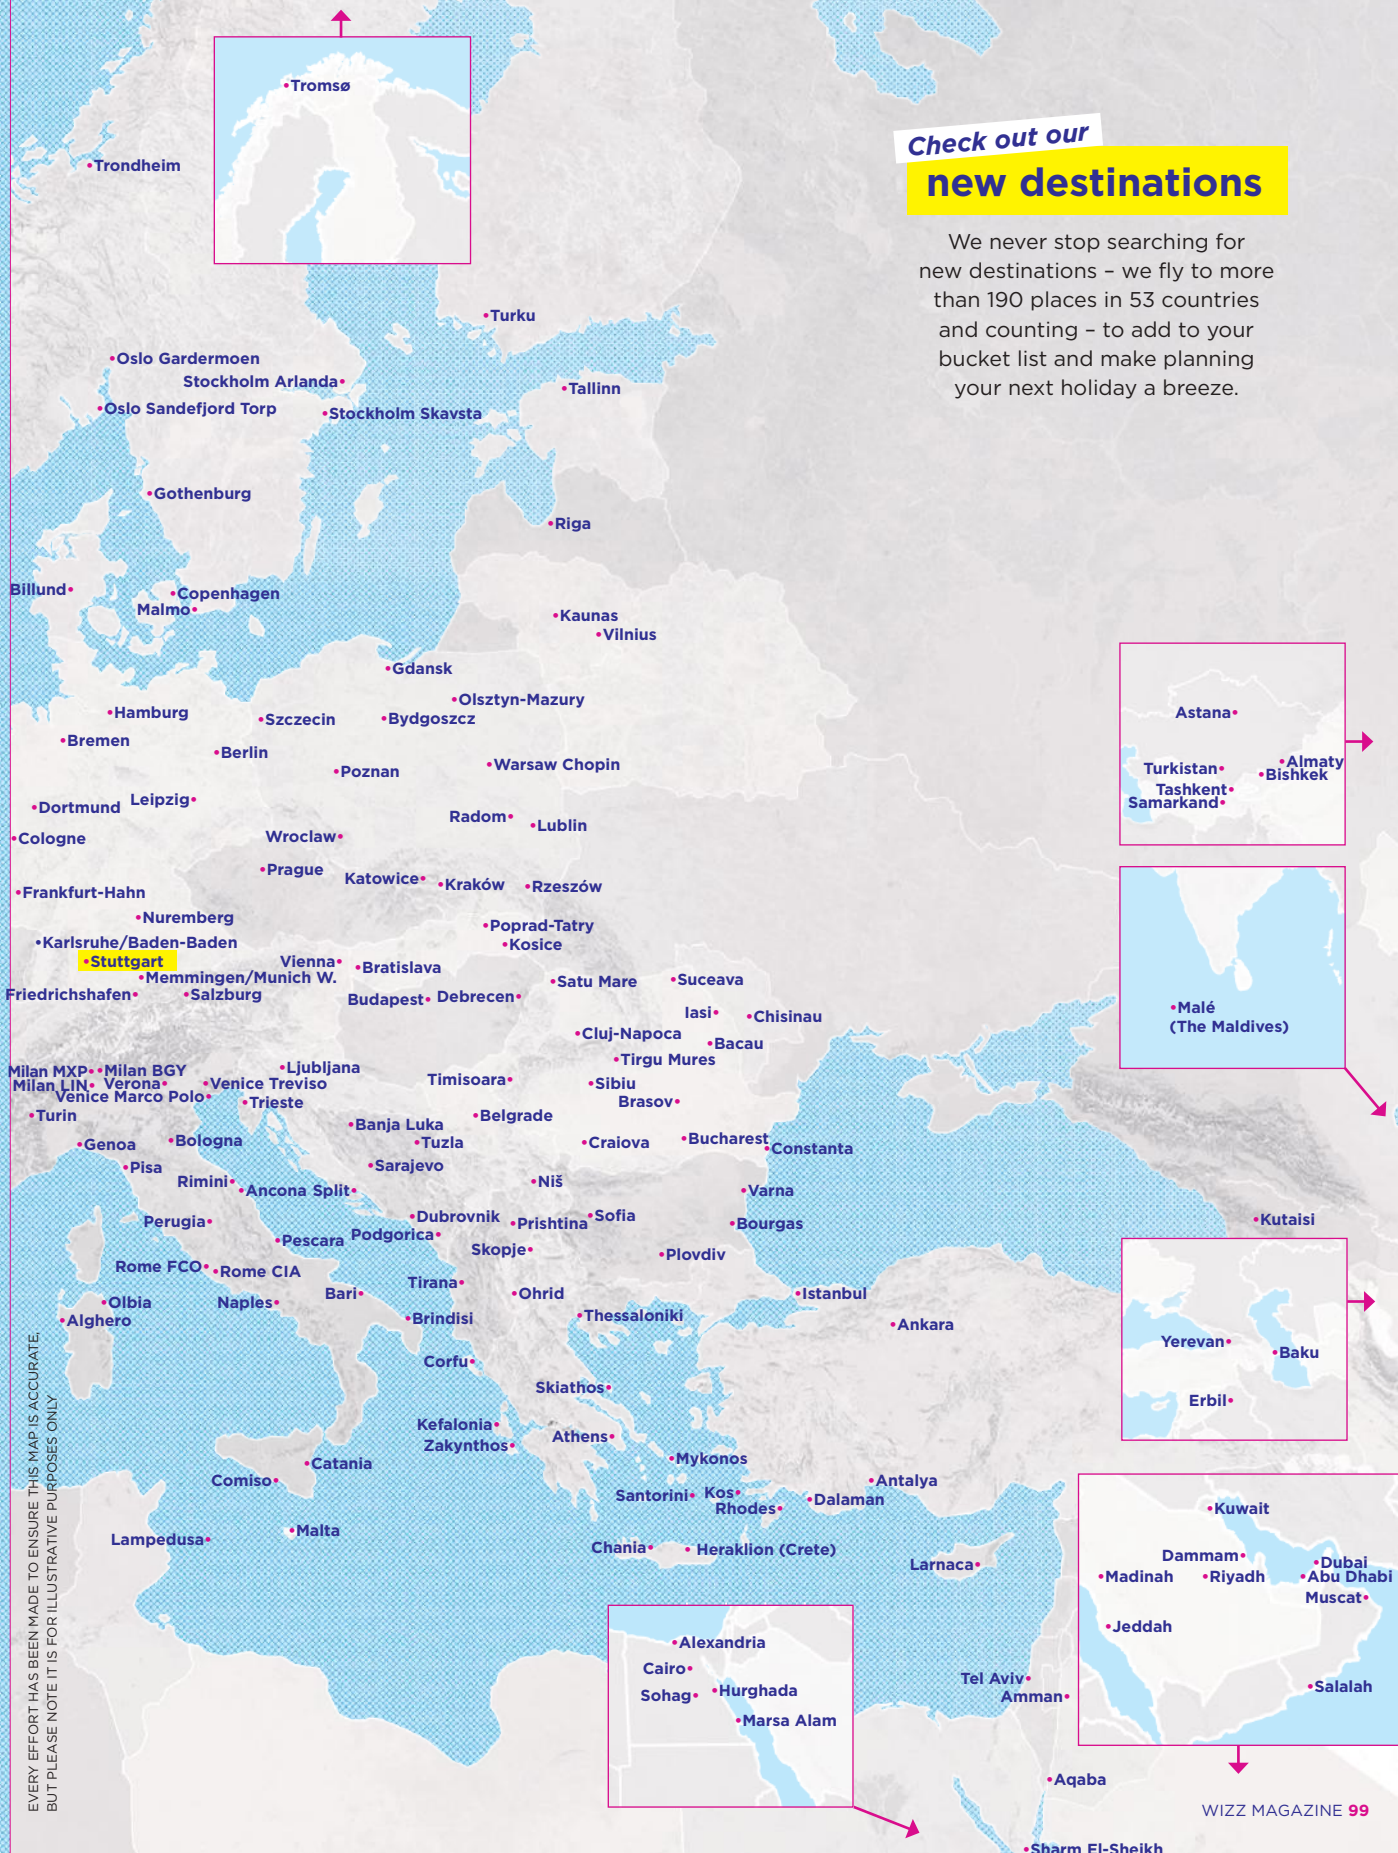 Tromsø
Trondheim
Check out our
new destinations
We never stop searching for
new destinations – we fly to more
than 190 places in 53 countries
and counting – to add to your
bucket list and make planning
your next holiday a breeze.
Turku
Oslo Gardermoen
Stockholm Arlanda
Tallinn
Oslo Sandefjord Torp
Stockholm Skavsta
Gothenburg
Riga
Billund
Copenhagen
Malmo
Kaunas
Vilnius
Gdansk
Olsztyn-Mazury
Hamburg
Szczecin
Bydgoszcz
Bremen
Berlin
Warsaw Chopin
Poznan
Dortmund
Leipzig
Radom
Lublin
Cologne
Wroclaw
Prague
Katowice
Kraków
Rzeszów
Frankfurt-Hahn
Nuremberg
Poprad-Tatry
Karlsruhe/Baden-Baden
Kosice
Stuttgart
Vienna
Bratislava
Memmingen/Munich W.
Satu Mare
Suceava
Friedrichshafen
Salzburg
Budapest
Debrecen
Iasi
Chisinau
Cluj-Napoca
Bacau
Tirgu Mures
Milan MXP
Milan BGY
Ljubljana
Milan LIN
Verona
Venice Treviso
Timisoara
Sibiu
Venice Marco Polo
Trieste
Brasov
Turin
Banja Luka
Belgrade
Genoa
Bologna
Tuzla
Craiova
Bucharest
Constanta
Pisa
Sarajevo
Rimini
Ancona
Split
Niš
Varna
Perugia
Dubrovnik
Prishtina
Sofia
Bourgas
Pescara
Podgorica
Skopje
Plovdiv
Kutaisi
Rome FCO
Rome CIA
Tirana
Ohrid
Istanbul
Olbia
Naples
Bari
Alghero
Brindisi
Thessaloniki
Ankara
Corfu
Skiathos
Kefalonia
Athens
Zakynthos
Mykonos
Catania
Comiso
Antalya
Santorini
Kos
Rhodes
Dalaman
Malta
Lampedusa
Chania
Heraklion (Crete)
Larnaca
Tel Aviv
Amman
Aqaba
Sharm El-Sheikh
Astana
Turkistan
Almaty
Bishkek
Tashkent
Samarkand
Malé
(The Maldives)
Yerevan
Baku
Erbil
Kuwait
Dammam
Dubai
Madinah
Riyadh
Abu Dhabi
Muscat
Jeddah
Salalah
Alexandria
Cairo
Sohag
Hurghada
Marsa Alam
EVERY EFFORT HAS BEEN MADE TO ENSURE THIS MAP IS ACCURATE,
BUT PLEASE NOTE IT IS FOR ILLUSTRATIVE PURPOSES ONLY
WIZZ MAGAZINE 99